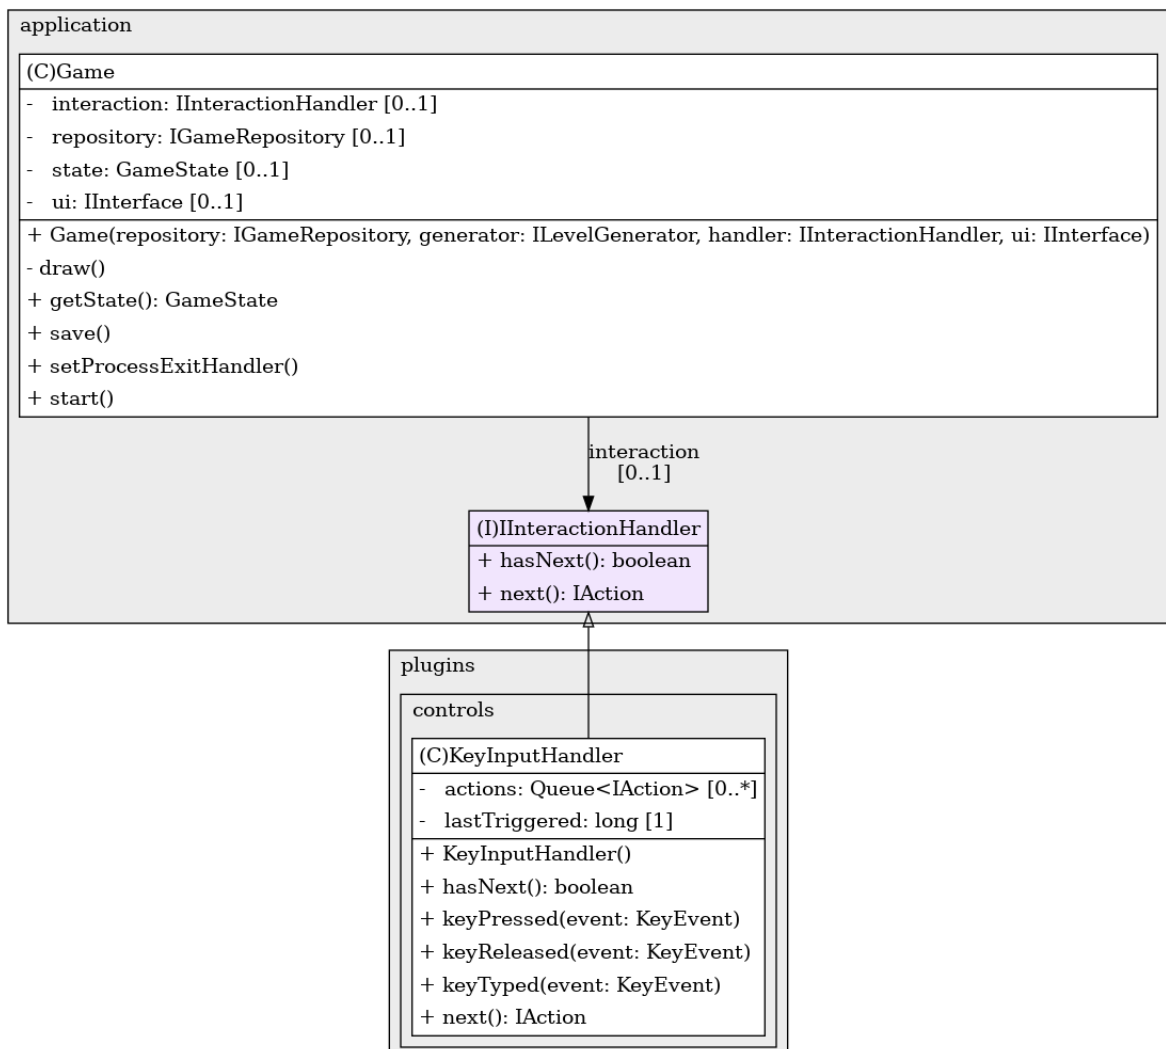 application
(C)Game
- interaction: IInteractionHandler [0..1]
- repository: IGameRepository [0..1]
- state: GameState [0..1]
- ui: IInterface [0..1]
+ Game(repository: IGameRepository, generator: ILevelGenerator, handler: IInteractionHandler, ui: IInterface)
- draw()
+ getState(): GameState
+ save()
+ setProcessExitHandler()
+ start()
interaction
[0..1]
(I)IInteractionHandler
+ hasNext(): boolean
+ next(): IAction
plugins
controls
(C)KeyInputHandler
- actions: Queue<IAction> [0..*]
- lastTriggered: long [1]
+ KeyInputHandler()
+ hasNext(): boolean
+ keyPressed(event: KeyEvent)
+ keyReleased(event: KeyEvent)
+ keyTyped(event: KeyEvent)
+ next(): IAction